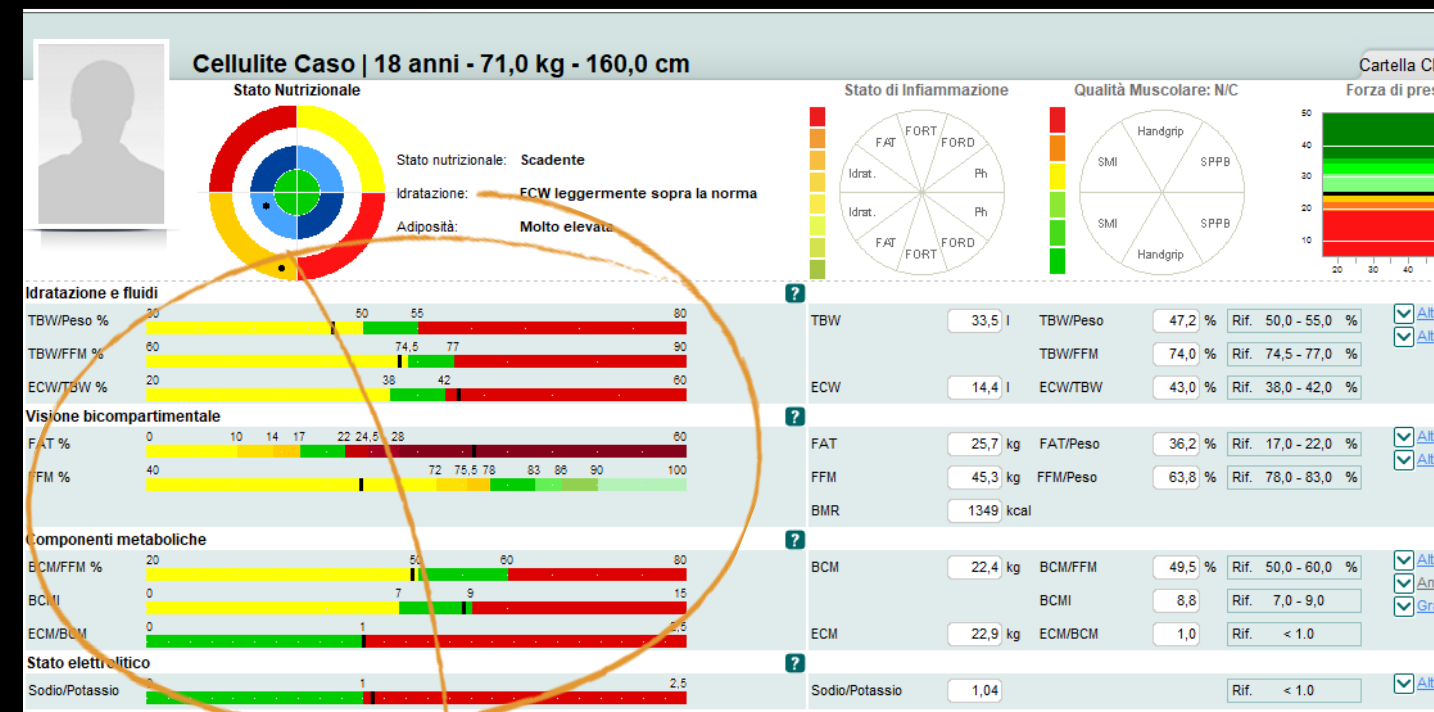 Cellulite Caso | 18 anni - 71,0 kg - 160,0 cm
Cartella
Stato Nutrizionale
Stato nutrizionale: Scadente
Idratazione: ECW leggermente sopra la norma
Adiposità: Molto elevata
Stato di Infiammazione
FAT FORT FORD
Idrat. Ph
Idrat. Ph
FAT FORT FORD
Qualità Muscolare: N/C
Handgrip
SMI SPPB
SMI SPPB
Handgrip
Forza di
50
40
30
20
10
20 30 40
Idratazione e fluidi ?
TBW/Peso % 30 50 55 80
TBW 33,5 l TBW/Peso 47,2 % Rif. 50,0 - 55,0 %
TBW/FFM % 60 74,5 77 90
TBW/FFM 74,0 % Rif. 74,5 - 77,0 %
ECW/TBW % 20 38 42 60
ECW 14,4 l ECW/TBW 43,0 % Rif. 38,0 - 42,0 %
Visione bicompartimentale ?
FAT % 0 10 14 17 22 24,5 28 60
FAT 25,7 kg FAT/Peso 36,2 % Rif. 17,0 - 22,0 %
FFM % 40 72 75,5 78 83 86 90 100
FFM 45,3 kg FFM/Peso 63,8 % Rif. 78,0 - 83,0 %
BMR 1349 kcal
Componenti metaboliche ?
BCM/FFM % 20 50 60 80
BCM 22,4 kg BCM/FFM 49,5 % Rif. 50,0 - 60,0 %
BCMI 0 7 9 15
BCMI 8,8 Rif. 7,0 - 9,0
ECM/BCM 0 1 2,5
ECM 22,9 kg ECM/BCM 1,0 Rif. < 1.0
Stato elettrolitico ?
Sodio/Potassio 1 2,5
Sodio/Potassio 1,04 Rif. < 1.0